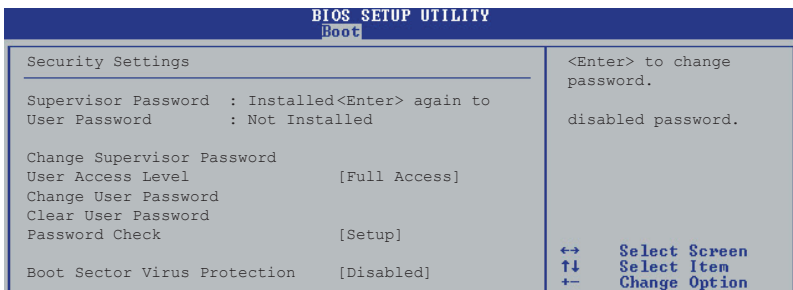 BIOS SETUP UTILITY
Boot
Security Settings
Supervisor Password : Installed<Enter> again to
User Password : Not Installed
Change Supervisor Password
User Access Level [Full Access]
Change User Password
Clear User Password
Password Check [Setup]
Boot Sector Virus Protection [Disabled]
<Enter> to change
password.
disabled password.
←→ Select Screen
↑↓ Select Item
+- Change Option